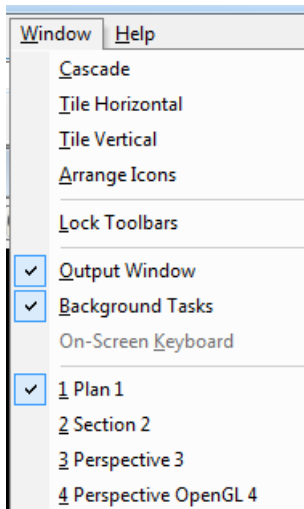 Window Help
Cascade
Tile Horizontal
Tile Vertical
Arrange Icons
Lock Toolbars
Output Window
Background Tasks
On-Screen Keyboard
1 Plan 1
2 Section 2
3 Perspective 3
4 Perspective OpenGL 4